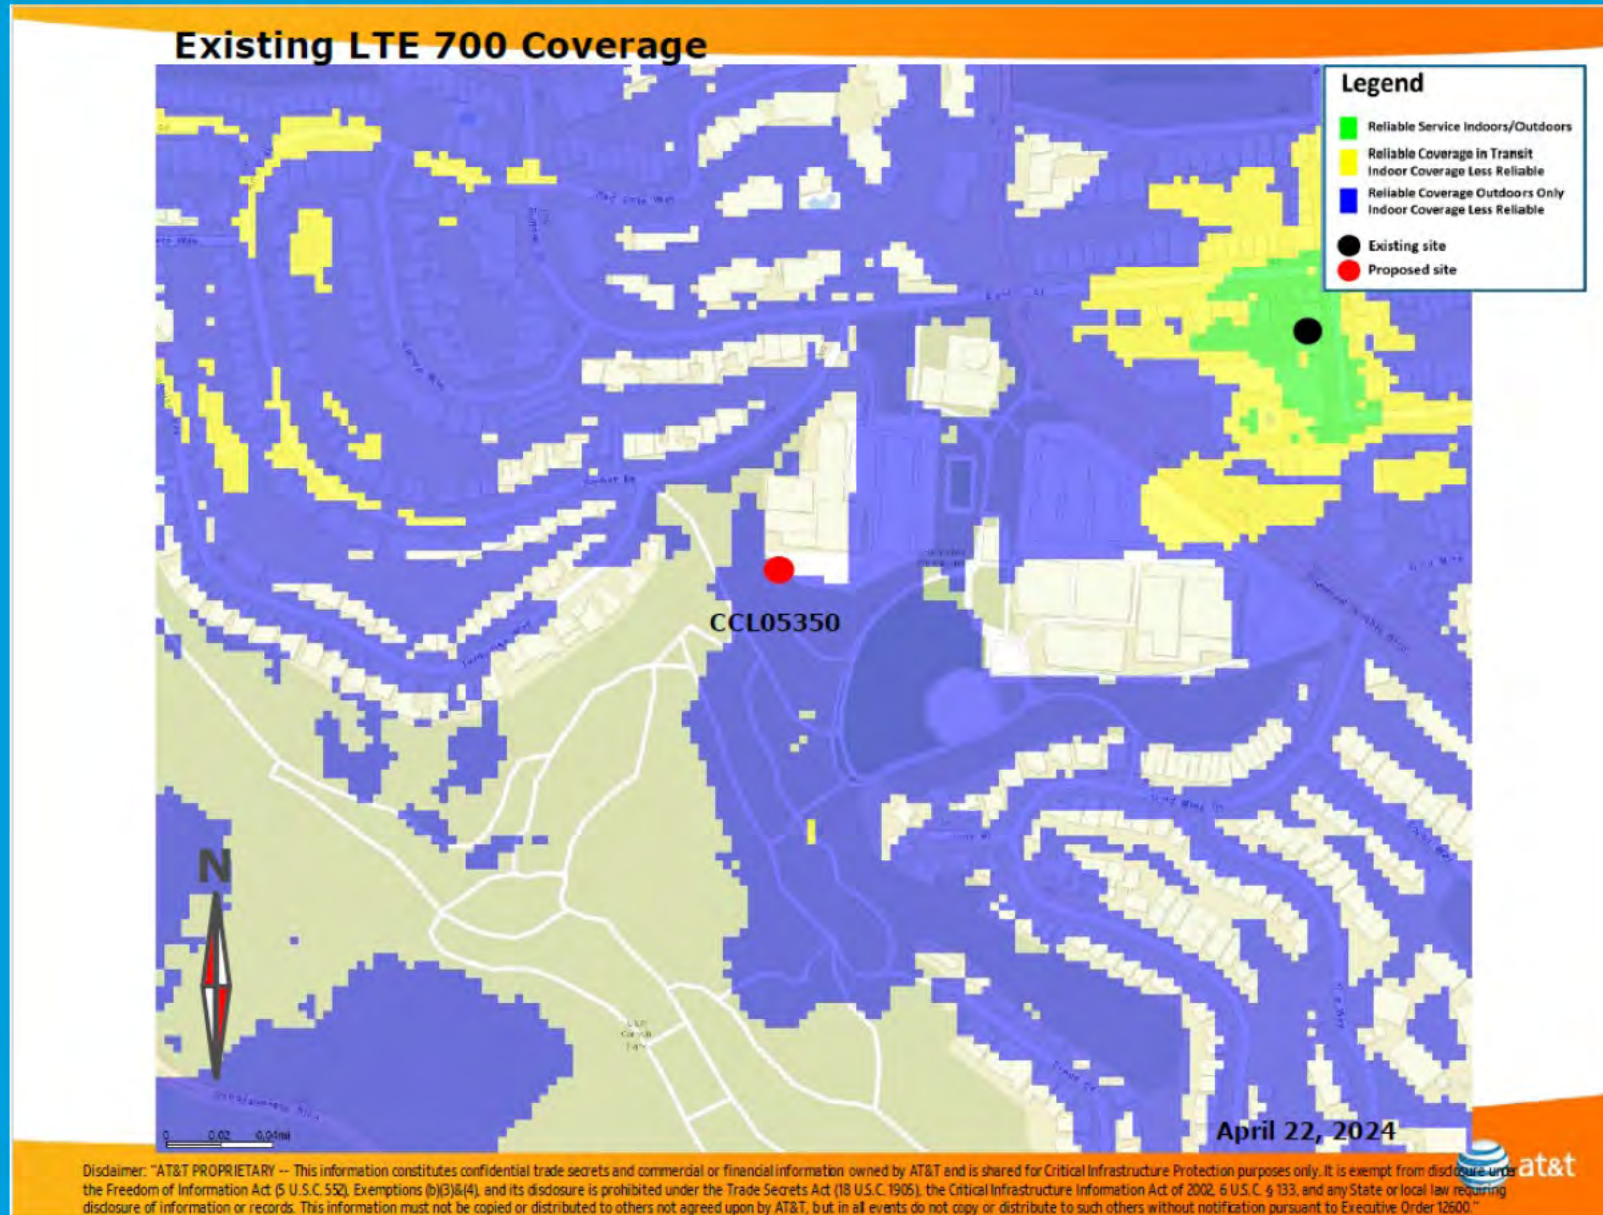 Existing LTE 700 Coverage
Legend
Reliable Service Indoors/Outdoors
Reliable Coverage in Transit
Indoor Coverage Less Reliable
Reliable Coverage Outdoors Only
Indoor Coverage Less Reliable
Existing site
Proposed site
CCL05350
N
0 0.02 0.04mi
April 22, 2024
at&t
Disclaimer: "AT&T PROPRIETARY -- This information constitutes confidential trade secrets and commercial or financial information owned by AT&T and is shared for Critical Infrastructure Protection purposes only. It is exempt from disclosure under
the Freedom of Information Act (5 U.S.C. 552), Exemptions (b)(3)&(4), and its disclosure is prohibited under the Trade Secrets Act (18 U.S.C. 1905), the Critical Infrastructure Information Act of 2002, 6 U.S.C. § 133, and any State or local law requiring
disclosure of information or records. This information must not be copied or distributed to others not agreed upon by AT&T, but in all events do not copy or distribute to such others without notification pursuant to Executive Order 12600."